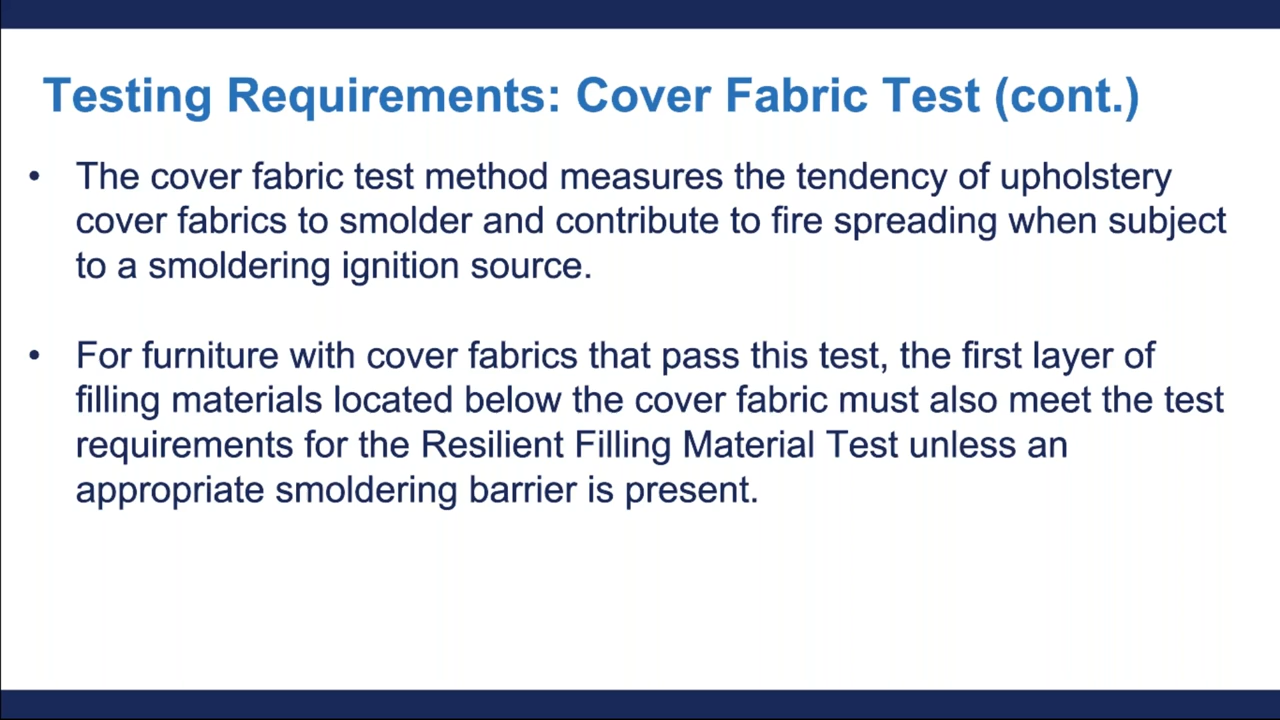 Testing Requirements: Cover Fabric Test (cont.)
• The cover fabric test method measures the tendency of upholstery
cover fabrics to smolder and contribute to fire spreading when subject
to a smoldering ignition source.
• For furniture with cover fabrics that pass this test, the first layer of
filling materials located below the cover fabric must also meet the test
requirements for the Resilient Filling Material Test unless an
appropriate smoldering barrier is present.